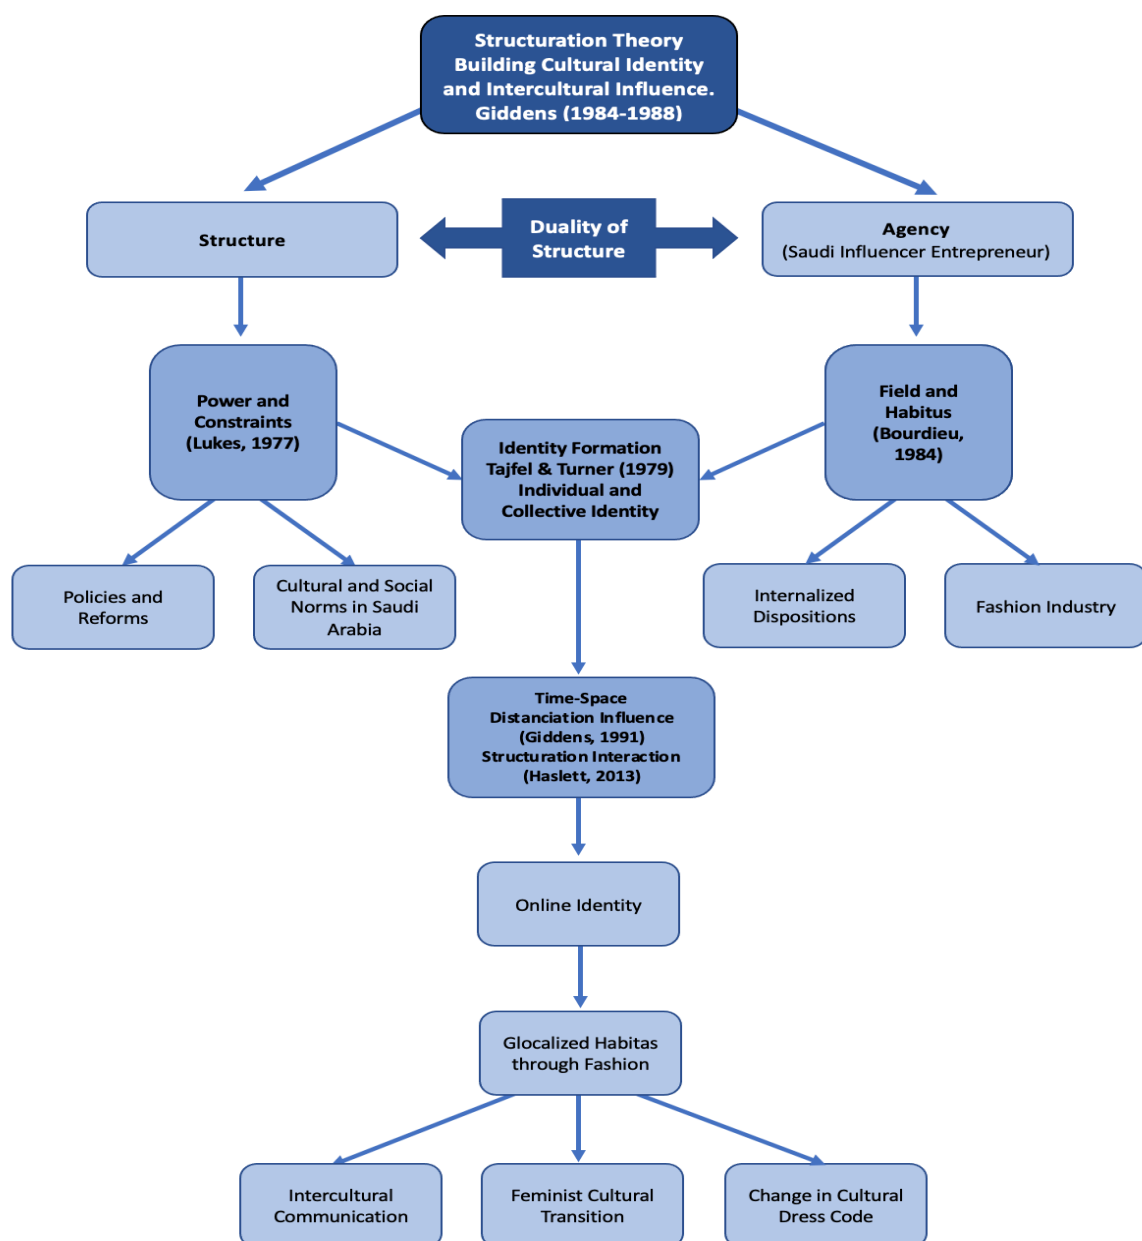 Structuration Theory
Building Cultural Identity
and Intercultural Influence.
Giddens (1984-1988)
Structure
Duality of
Structure
Agency
(Saudi Influencer Entrepreneur)
Power and
Constraints
(Lukes, 1977)
Identity Formation
Tajfel & Turner (1979)
Individual and
Collective Identity
Field and
Habitus
(Bourdieu,
1984)
Policies and
Reforms
Cultural and Social
Norms in Saudi
Arabia
Internalized
Dispositions
Fashion Industry
Time-Space
Distanciation Influence
(Giddens, 1991)
Structuration Interaction
(Haslett, 2013)
Online Identity
Glocalized Habitas
through Fashion
Intercultural
Communication
Feminist Cultural
Transition
Change in Cultural
Dress Code